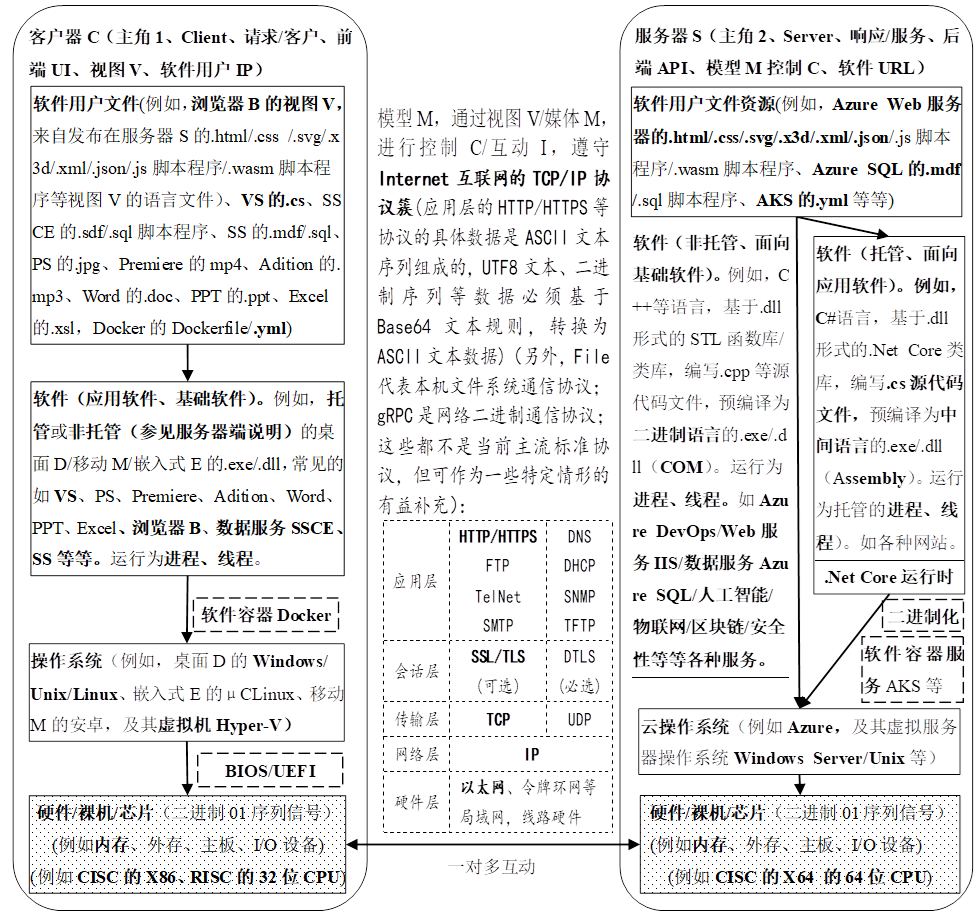 客户器 C（主角 1、Client、请求/客户、前
端 UI、视图 V、软件用户 IP）
软件用户文件(例如，浏览器 B 的视图 V，
来自发布在服务器 S 的.html/.css /.svg/.x
3d/.xml/.json/.js 脚本程序/.wasm 脚本程
序等视图 V 的语言文件)、VS 的.cs、SS
CE 的.sdf/.sql 脚本程序、SS 的.mdf/.sql、
PS 的.jpg、Premiere 的 mp4、Adition 的.
mp3、Word 的.doc、PPT 的.ppt、Excel
的.xsl，Docker 的 Dockerfile/.yml)
软件（应用软件、基础软件）。例如，托
管或非托管（参见服务器端说明）的桌
面 D/移动 M/嵌入式 E 的.exe/.dll，常见的
如 VS、PS、Premiere、Adition、Word、
PPT、Excel、浏览器 B、数据服务 SSCE、
SS 等等。运行为进程、线程。
软件容器 Docker
操作系统（例如，桌面 D 的 Windows/
Unix/Linux、嵌入式 E 的 μCLinux、移动
M 的安卓，及其虚拟机 Hyper-V）
BIOS/UEFI
硬件/裸机/芯片（二进制 01 序列信号）
(例如内存、外存、主板、I/O 设备)
(例如 CISC 的 X86、RISC 的 32 位 CPU)
模型 M，通过视图 V/媒体 M，
进行控制 C/互动 I，遵守
Internet 互联网的 TCP/IP 协
议簇(应用层的 HTTP/HTTPS 等
协议的具体数据是 ASCII 文本
序列组成的，UTF8 文本、二进
制序列等数据必须基于
Base64 文本规则，转换为
ASCII 文本数据)(另外，File
代表本机文件系统通信协议；
gRPC 是网络二进制通信协议；
这些都不是当前主流标准协
议，但可作为一些特定情形的
有益补充)：
应用层
HTTP/HTTPS DNS
FTP DHCP
TelNet SNMP
SMTP TFTP
会话层
SSL/TLS DTLS
(可选) (必选)
传输层 TCP UDP
网络层 IP
硬件层
以太网、令牌环网等
局域网，线路硬件
一对多互动
服务器 S（主角 2、Server、响应/服务、后
端 API、模型 M 控制 C、软件 URL）
软件用户文件资源(例如，Azure Web 服务
器的.html/.css/.svg/.x3d/.xml/.json/.js 脚本
程序/.wasm 脚本程序、Azure SQL 的.mdf
/.sql 脚本程序、AKS 的.yml 等等)
软件（非托管、面向
基础软件）。例如，C
++等语言，基于.dll
形式的 STL 函数库/
类库，编写.cpp 等源
代码文件，预编译为
二进制语言的.exe/.d
ll（COM）。运行为
进程、线程。如 Azu
re DevOps/Web 服
务 IIS/数据服务 Azu
re SQL/人工智能/
物联网/区块链/安全
性等等各种服务。
软件（托管、面向
应用软件）。例如，
C#语言，基于.dll
形式的.Net Core 类
库，编写.cs 源代码
文件，预编译为中
间语言的.exe/.dll
（Assembly）。运行
为托管的进程、线
程）。如各种网站。
.Net Core 运行时
二进制化
软件容器服
务 AKS 等
云操作系统（例如 Azure，及其虚拟服务
器操作系统 Windows Server/Unix 等）
硬件/裸机/芯片（二进制 01 序列信号）
(例如内存、外存、主板、I/O 设备)
(例如 CISC 的 X64 的 64 位 CPU)